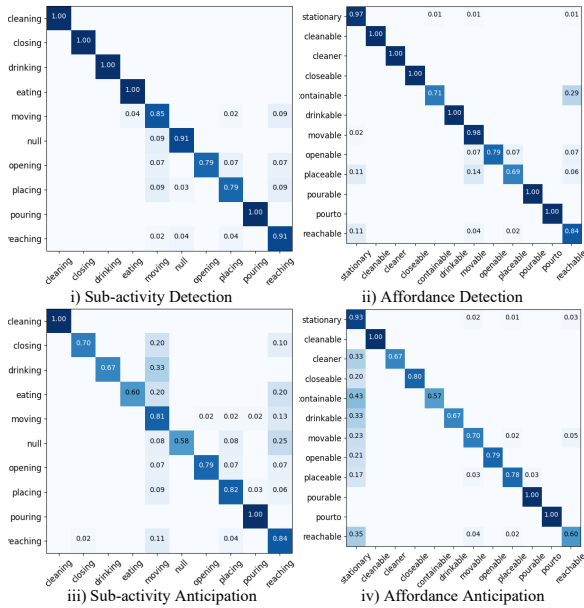 cleaning 1.00
closing 1.00
drinking 1.00
eating 1.00
moving 0.04 0.85 0.02 0.09
null 0.09 0.91
opening 0.07 0.79 0.07 0.07
placing 0.09 0.03 0.79 0.09
pouring 1.00
eaching 0.02 0.04 0.04 0.91
cleaning closing drinking eating moving null opening placing pouring reaching
i) Sub-activity Detection
stationary 0.97 0.01 0.01 0.01
cleanable 1.00
cleaner 1.00
closeable 1.00
ontainable 0.71 0.29
drinkable 1.00
movable 0.02 0.98
openable 0.07 0.79 0.07 0.07
placeable 0.11 0.14 0.69 0.06
pourable 1.00
pourto 1.00
reachable 0.11 0.04 0.02 0.84
stationary cleanable cleaner closeable containable drinkable movable openable placeable pourable pourto reachable
ii) Affordance Detection
cleaning 1.00
closing 0.70 0.20 0.10
drinking 0.67 0.33
eating 0.60 0.20 0.20
moving 0.81 0.02 0.02 0.02 0.13
null 0.08 0.58 0.08 0.25
opening 0.07 0.79 0.07 0.07
placing 0.09 0.82 0.03 0.06
pouring 1.00
eaching 0.02 0.11 0.04 0.84
cleaning closing drinking eating moving null opening placing pouring reaching
iii) Sub-activity Anticipation
stationary 0.93 0.02 0.01 0.03
cleanable 1.00
cleaner 0.33 0.67
closeable 0.20 0.80
ontainable 0.43 0.57
drinkable 0.33 0.67
movable 0.23 0.70 0.02 0.05
openable 0.21 0.79
placeable 0.17 0.03 0.78 0.03
pourable 1.00
pourto 1.00
reachable 0.35 0.04 0.02 0.60
stationary cleanable cleaner closeable containable drinkable movable openable placeable pourable pourto reachable
iv) Affordance Anticipation